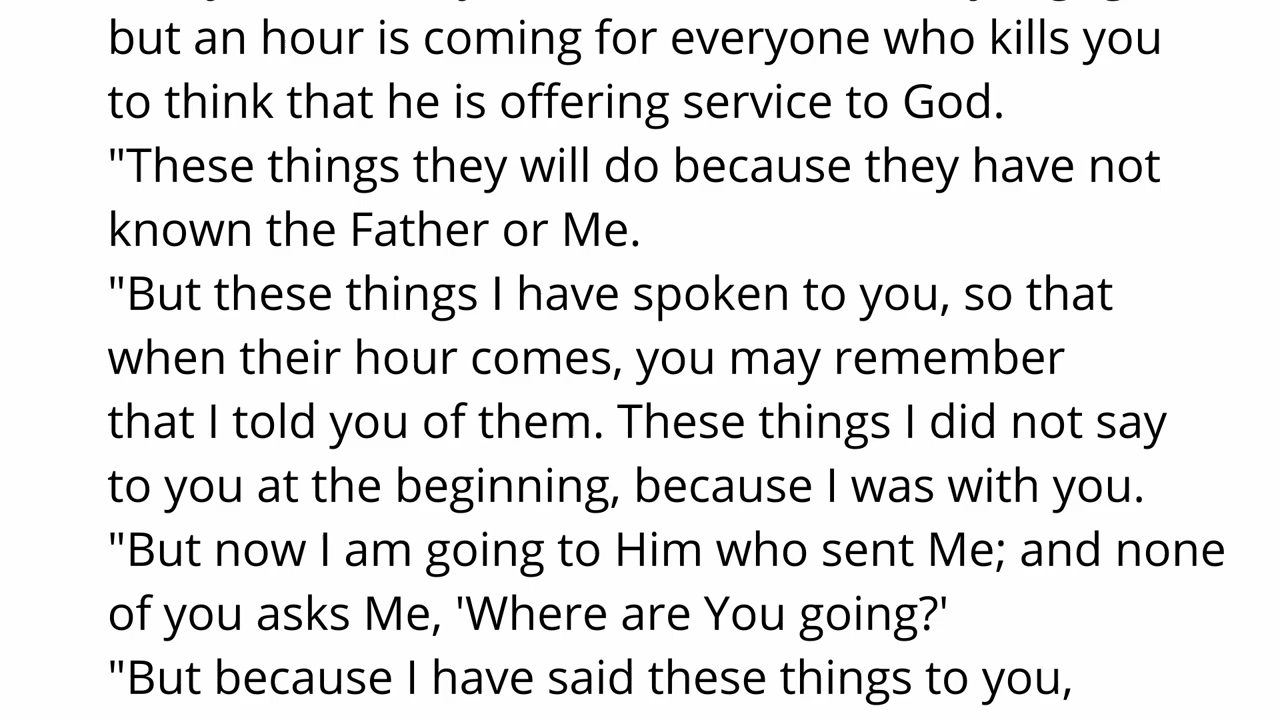 but an hour is coming for everyone who kills you
to think that he is offering service to God.
"These things they will do because they have not
known the Father or Me.
"But these things I have spoken to you, so that
when their hour comes, you may remember
that I told you of them. These things I did not say
to you at the beginning, because I was with you.
"But now I am going to Him who sent Me; and none
of you asks Me, 'Where are You going?'
"But because I have said these things to you,